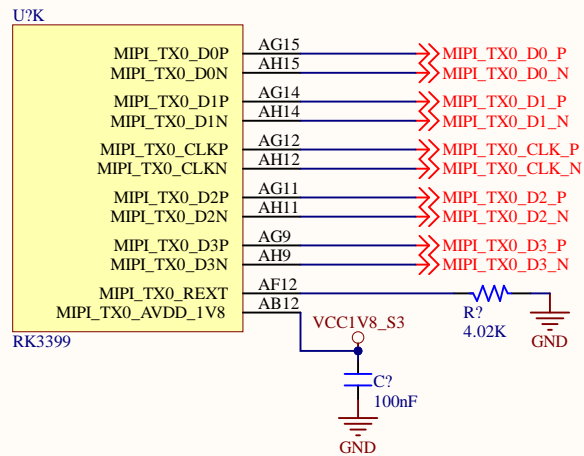 U?K
MIPI_TX0_D0P AG15 MIPI_TX0_D0_P
MIPI_TX0_D0N AH15 MIPI_TX0_D0_N
MIPI_TX0_D1P AG14 MIPI_TX0_D1_P
MIPI_TX0_D1N AH14 MIPI_TX0_D1_N
MIPI_TX0_CLKP AG12 MIPI_TX0_CLK_P
MIPI_TX0_CLKN AH12 MIPI_TX0_CLK_N
MIPI_TX0_D2P AG11 MIPI_TX0_D2_P
MIPI_TX0_D2N AH11 MIPI_TX0_D2_N
MIPI_TX0_D3P AG9 MIPI_TX0_D3_P
MIPI_TX0_D3N AH9 MIPI_TX0_D3_N
MIPI_TX0_REXT AF12
MIPI_TX0_AVDD_1V8 AB12
R?
4.02K
GND
RK3399
VCC1V8_S3
C?
100nF
GND